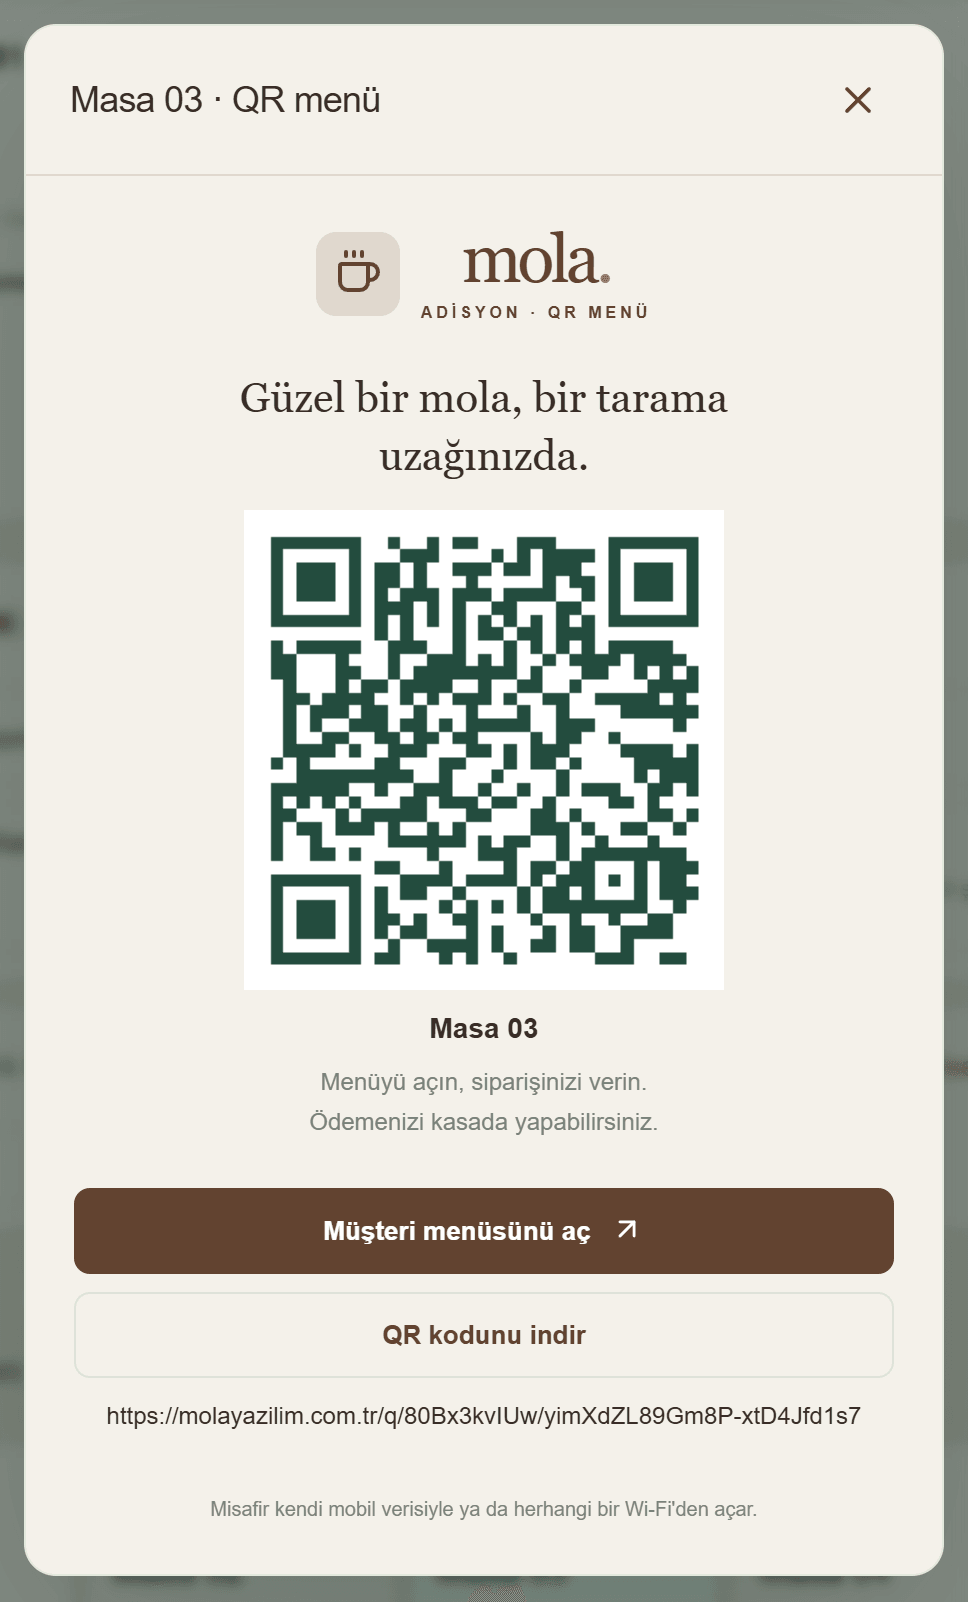 Masa 03 · QR menü
mola.
ADİSYON · QR MENÜ
Güzel bir mola, bir tarama
uzağınızda.
Masa 03
Menüyü açın, siparişinizi verin.
Ödemenizi kasada yapabilirsiniz.
Müşteri menüsünü aç
QR kodunu indir
https://molayazilim.com.tr/q/80Bx3kvIUw/yimXdZL89Gm8P-xtD4Jfd1s7
Misafir kendi mobil verisiyle ya da herhangi bir Wi-Fi'den açar.